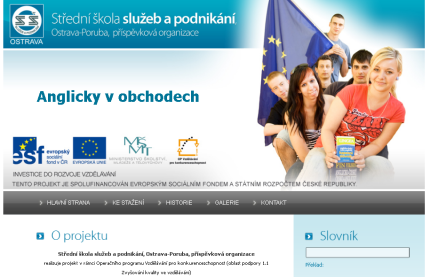 Střední škola služeb a podnikání
Ostrava-Poruba, příspěvková organizace
OSTRAVA
Anglicky v obchodech
esf evropský sociální fond v ČR
EVROPSKÁ UNIE
MINISTERSTVO ŠKOLSTVÍ
OP Vzdělávání pro konkurenceschopnost
INVESTICE DO ROZVOJE VZDĚLÁVÁNÍ
TENTO PROJEKT JE SPOLUFINANCOVÁN EVROPSKÝM SOCIÁLNÍM FONDEM A STÁTNÍM ROZPOČTEM ČESKÉ REPUBLIKY
HLAVNÍ STRANA KE STAŽENÍ HISTORIE GALERIE KONTAKT
O projektu
Slovník
Střední škola služeb a podnikání, Ostrava-Poruba, příspěvková organizace
realizuje projekt v rámci Operačního programu Vzdělávání pro konkurenceschopnost (oblast podpory 1.1
Zvyšování kvality ve vzdělávání)
Překlad: